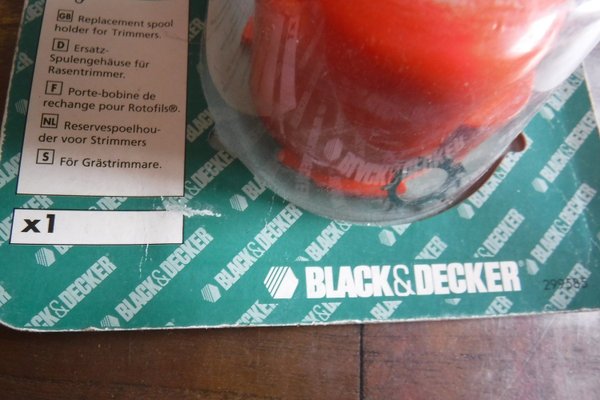 GB Replacement spool
holder for Trimmers.
D Ersatz-
Spulengehäuse für
Rasentrimmer.
F Porte-bobine de
rechange pour Rotofils®.
NL Reservespoelhou-
der voor Strimmers
S För Grästrimmare.
x1
BLACK&DECKER®